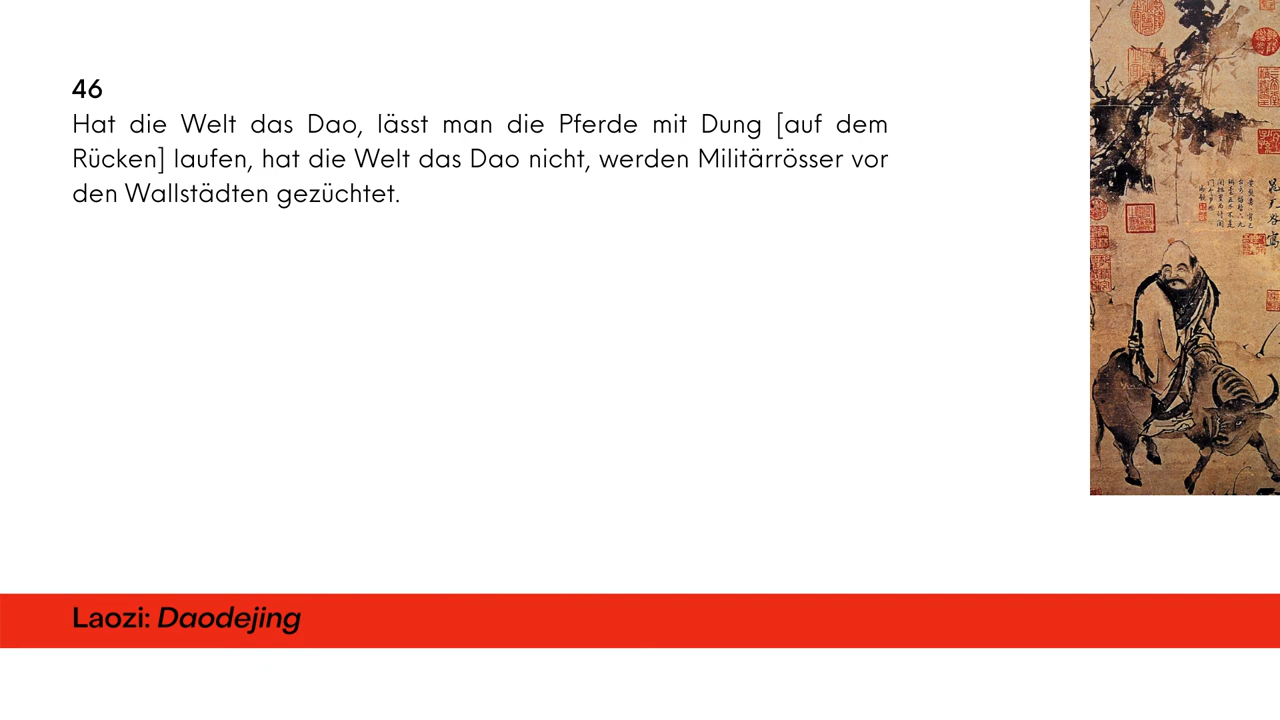 46
Hat die Welt das Dao, lässt man die Pferde mit Dung [auf dem
Rücken] laufen, hat die Welt das Dao nicht, werden Militärrösser vor
den Wallstädten gezüchtet.
Laozi: Daodejing